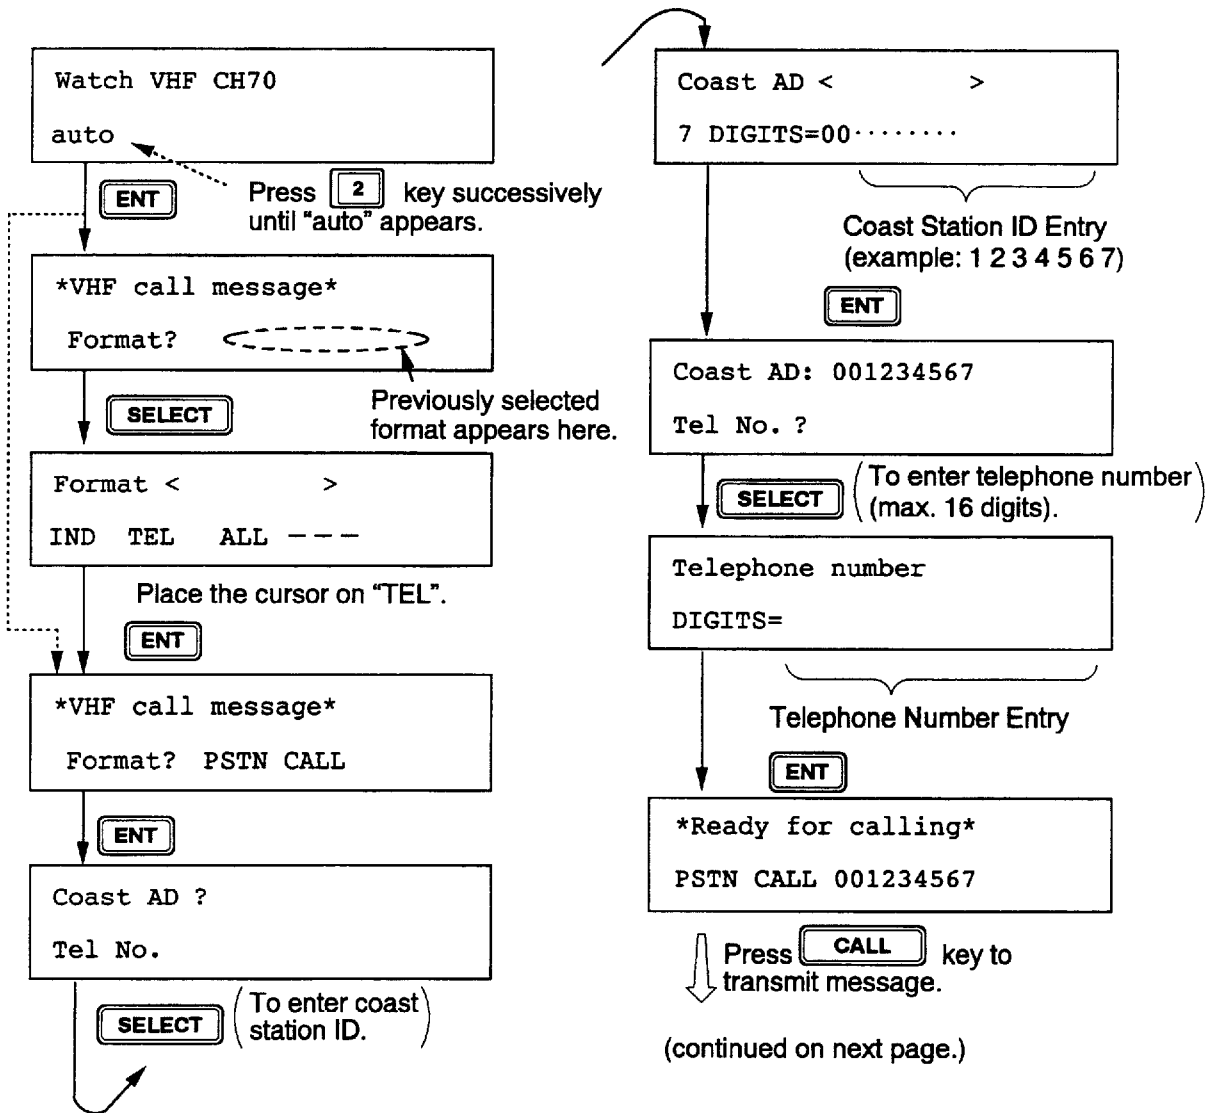 Watch VHF CH70
auto
ENT
Press 2 key successively
until "auto" appears.
*VHF call message*
Format?
Previously selected
format appears here.
SELECT
Format < >
IND TEL ALL – – –
Place the cursor on "TEL".
ENT
*VHF call message*
Format? PSTN CALL
ENT
Coast AD ?
Tel No.
SELECT
(To enter coast
station ID.)
Coast AD < >
7 DIGITS=00········
Coast Station ID Entry
(example: 1 2 3 4 5 6 7)
ENT
Coast AD: 001234567
Tel No. ?
SELECT
(To enter telephone number
(max. 16 digits).)
Telephone number
DIGITS=
Telephone Number Entry
ENT
*Ready for calling*
PSTN CALL 001234567
Press CALL key to
transmit message.
(continued on next page.)